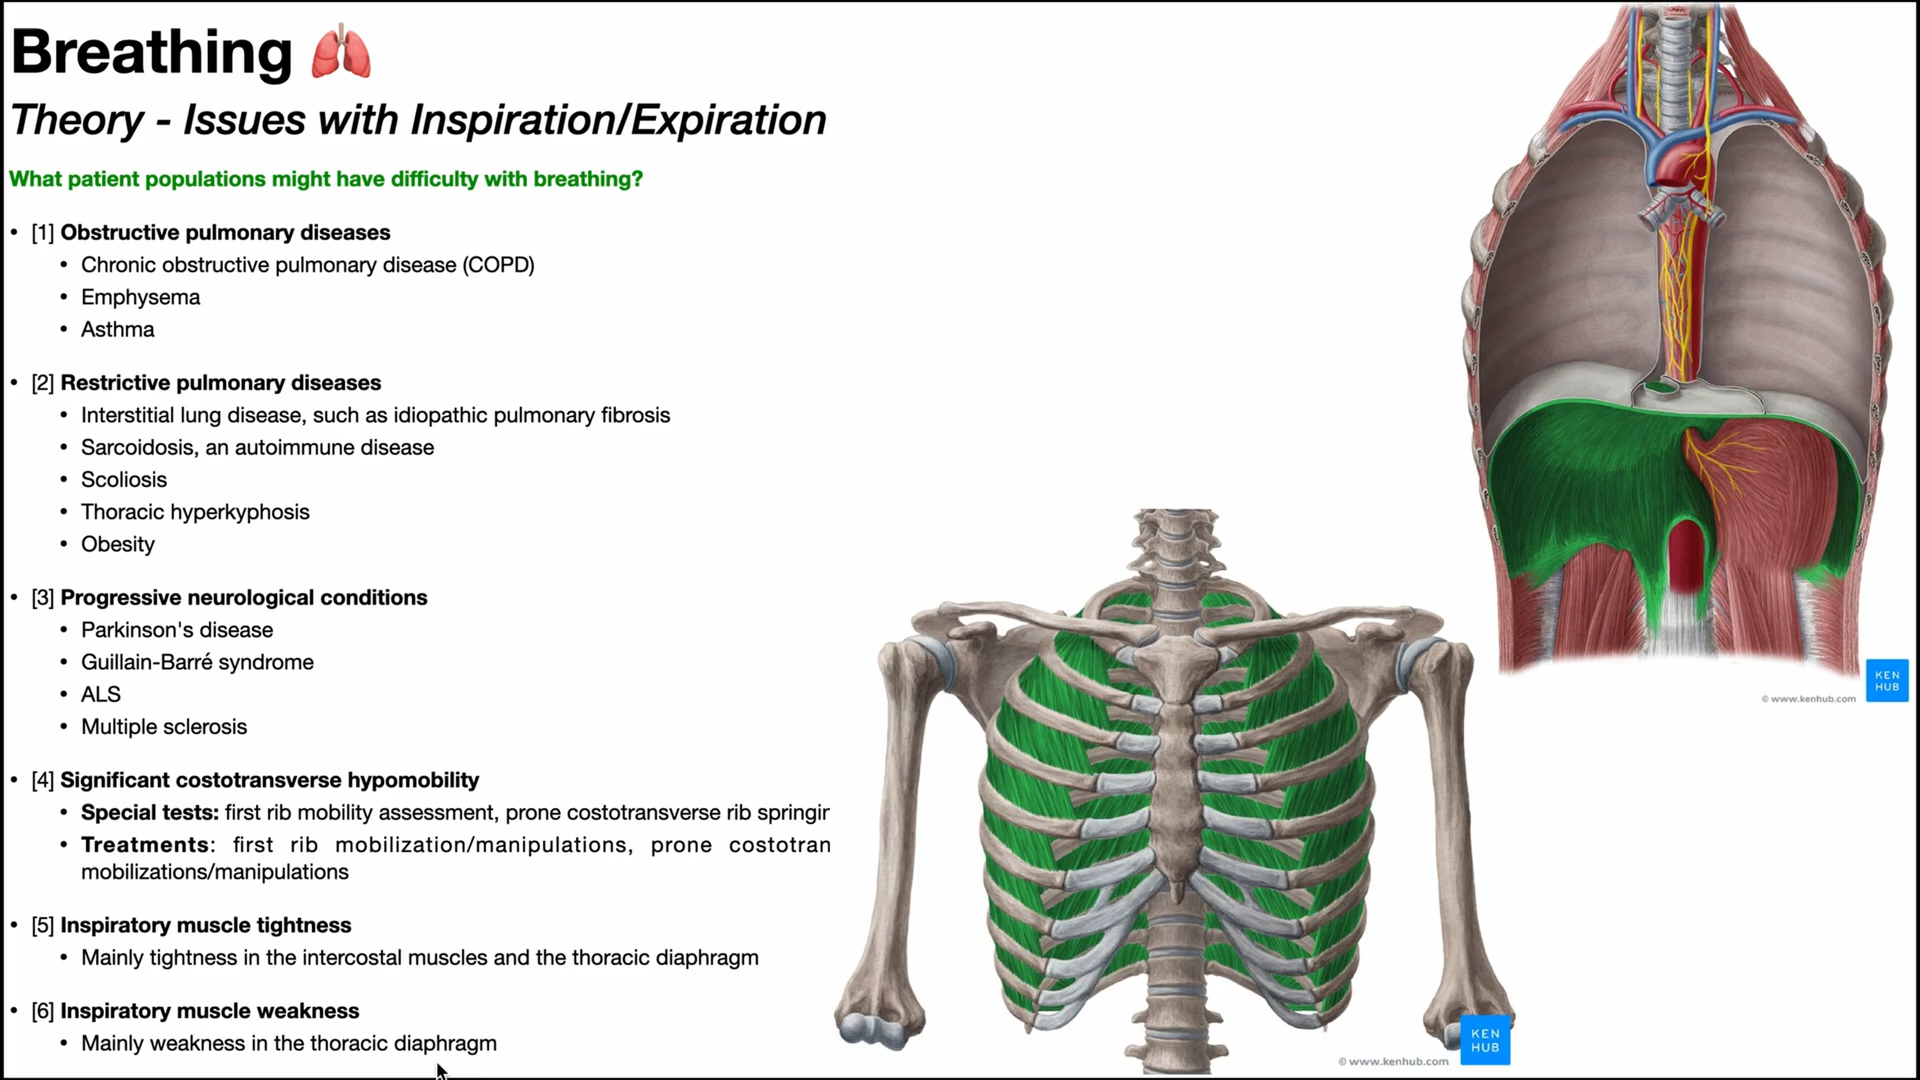 Breathing
Theory - Issues with Inspiration/Expiration
What patient populations might have difficulty with breathing?
• [1] Obstructive pulmonary diseases
• Chronic obstructive pulmonary disease (COPD)
• Emphysema
• Asthma
• [2] Restrictive pulmonary diseases
• Interstitial lung disease, such as idiopathic pulmonary fibrosis
• Sarcoidosis, an autoimmune disease
• Scoliosis
• Thoracic hyperkyphosis
• Obesity
• [3] Progressive neurological conditions
• Parkinson's disease
• Guillain-Barré syndrome
• ALS
• Multiple sclerosis
• [4] Significant costotransverse hypomobility
• Special tests: first rib mobility assessment, prone costotransverse rib springir
• Treatments: first rib mobilization/manipulations, prone costotran
mobilizations/manipulations
• [5] Inspiratory muscle tightness
• Mainly tightness in the intercostal muscles and the thoracic diaphragm
• [6] Inspiratory muscle weakness
• Mainly weakness in the thoracic diaphragm
KEN
HUB
© www.kenhub.com
KEN
HUB
© www.kenhub.com